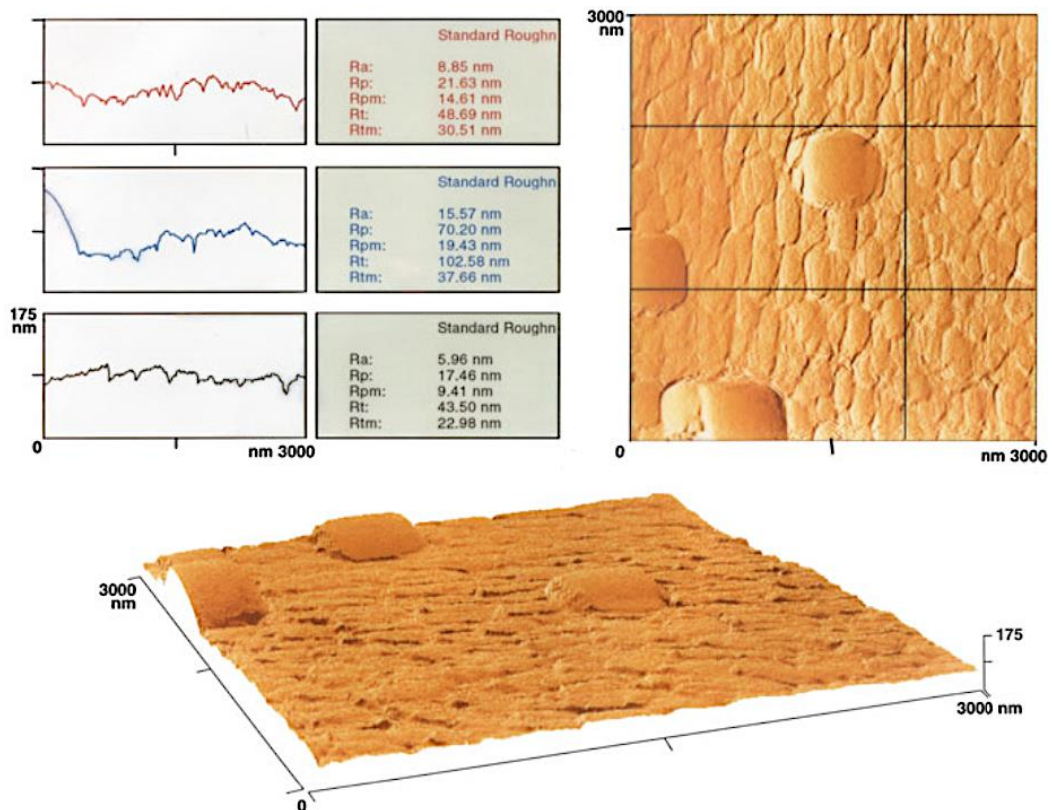 Standard Roughn
Ra: 8.85 nm
Rp: 21.63 nm
Rpm: 14.61 nm
Rt: 48.69 nm
Rtm: 30.51 nm
Standard Roughn
Ra: 15.57 nm
Rp: 70.20 nm
Rpm: 19.43 nm
Rt: 102.58 nm
Rtm: 37.66 nm
175
nm
Standard Roughn
Ra: 5.96 nm
Rp: 17.46 nm
Rpm: 9.41 nm
Rt: 43.50 nm
Rtm: 22.98 nm
0
nm 3000
3000
nm
0
nm 3000
3000
nm
175
3000 nm
0